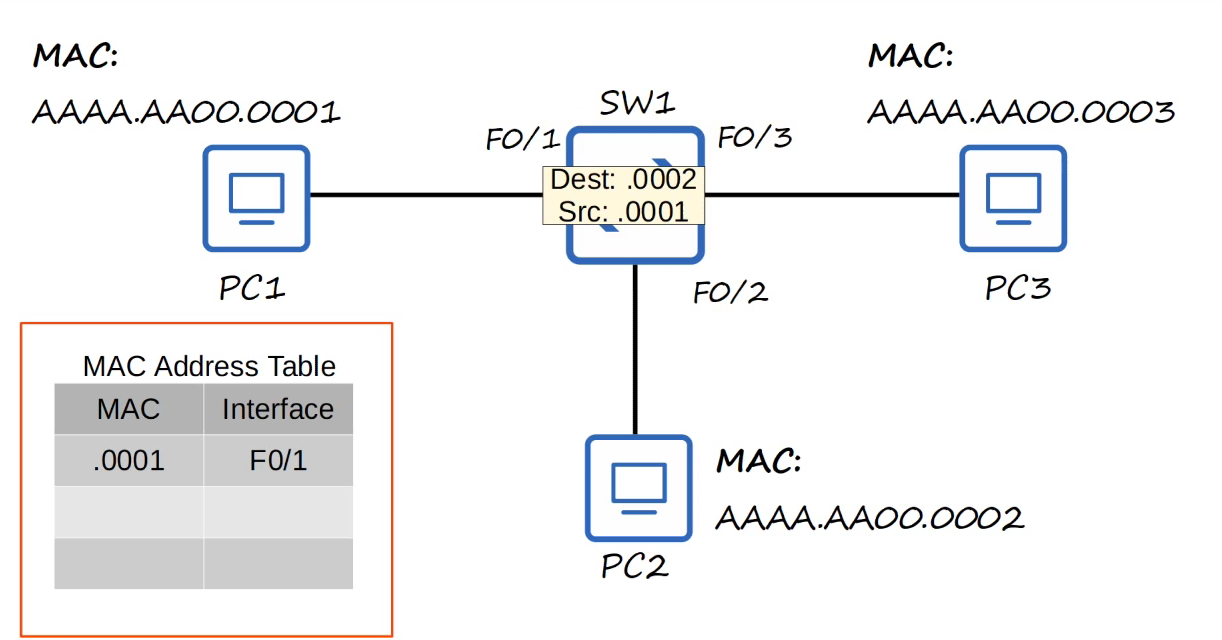 MAC:
AAAA.AA00.0001
PC1
F0/1
SW1
F0/3
Dest: .0002
Src: .0001
F0/2
MAC:
AAAA.AA00.0003
PC3
MAC Address Table
MAC Interface
.0001 F0/1
MAC:
AAAA.AA00.0002
PC2